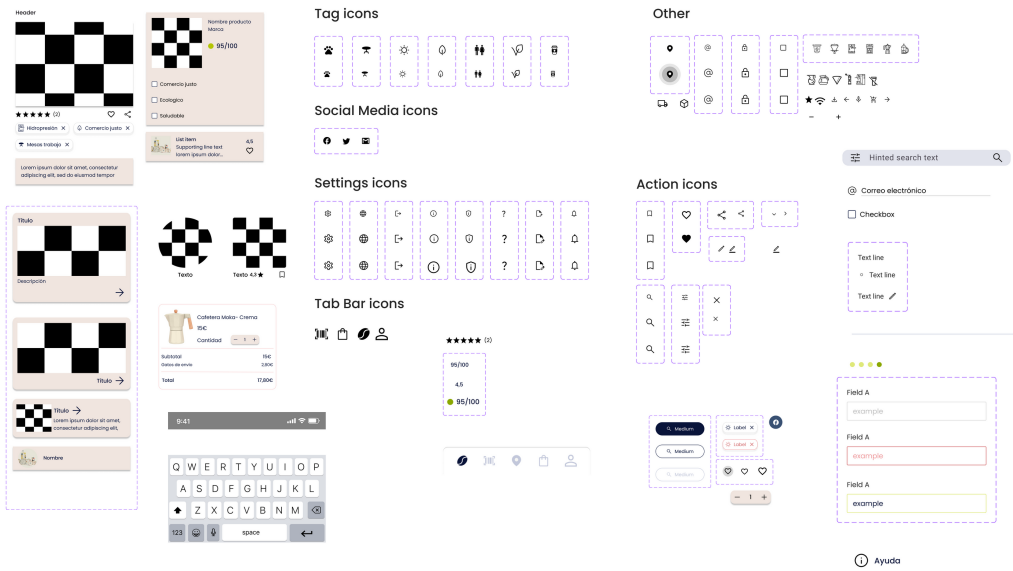 Header
(2)
Hidropresión
Comercio justo
Mesas trabajo
Lorem ipsum dolor sit amet, consectetur
adipiscing elit, sed do eiusmod tempor
Nombre producto
Marca
95/100
Comercio justo
Ecologico
Saludable
List item
Supporting line text
lorem ipsum dolor...
4,5
Título
Descripción
Título
Título
Lorem ipsum dolor sit amet,
consectetur adipiscing elit,
Nombre
Texto
Texto 4,3
Cafetera Moka- Crema
15€
Cantidad
1
Subtotal 15€
Gatos de envío 2,80€
Total 17,80€
9:41
Q W E R T Y U I O P
A S D F G H J K L
Z X C V B N M
123
space
Tag icons
Social Media icons
Settings icons
Tab Bar icons
(2)
95/100
4.5
95/100
Other
Action icons
Medium
Medium
Medium
Label
Label
1
Hinted search text
Correo electrónico
Checkbox
Text line
Text line
Text line
Field A
example
Field A
example
Field A
example
Ayuda